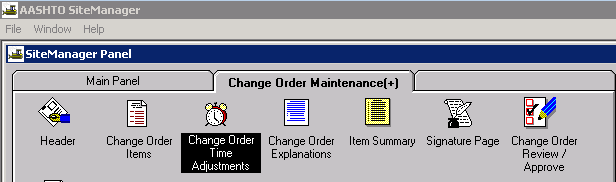 AASHTO SiteManager
File Window Help
SiteManager Panel
Main Panel
Change Order Maintenance(+)
Header
Change Order
Items
Change Order
Time
Adjustments
Change Order
Explanations
Item Summary
Signature Page
Change Order
Review /
Approve